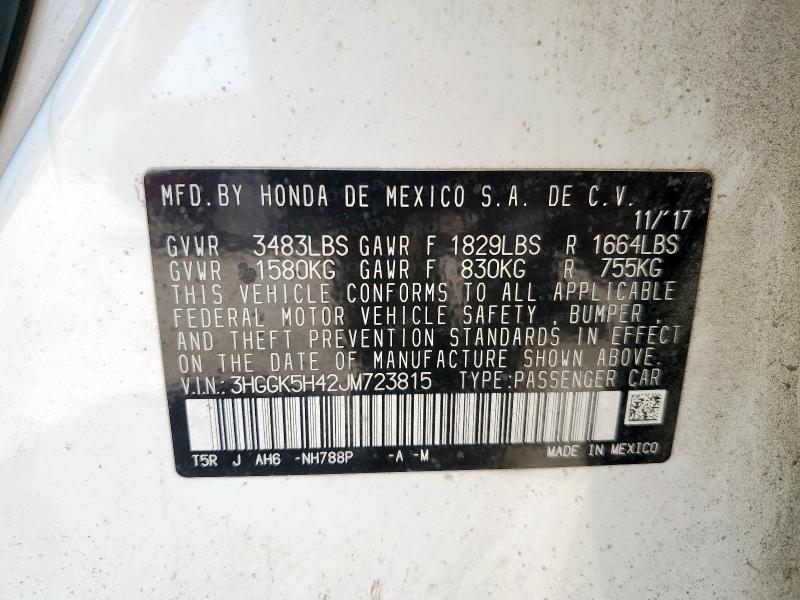 MFD.BY HONDA DE MEXICO S.A. DE C.V.
11/'17
GVWR 3483LBS GAWR F 1829LBS R 1664LBS
GVWR 1580KG GAWR F 830KG R 755KG
THIS VEHICLE CONFORMS TO ALL APPLICABLE
FEDERAL MOTOR VEHICLE SAFETY, BUMPER,
AND THEFT PREVENTION STANDARDS IN EFFECT
ON THE DATE OF MANUFACTURE SHOWN ABOVE.
V.I.N.: 3HGGK5H42JM723815 TYPE:PASSENGER CAR
T5R J AH6 -NH788P -A -M MADE IN MEXICO